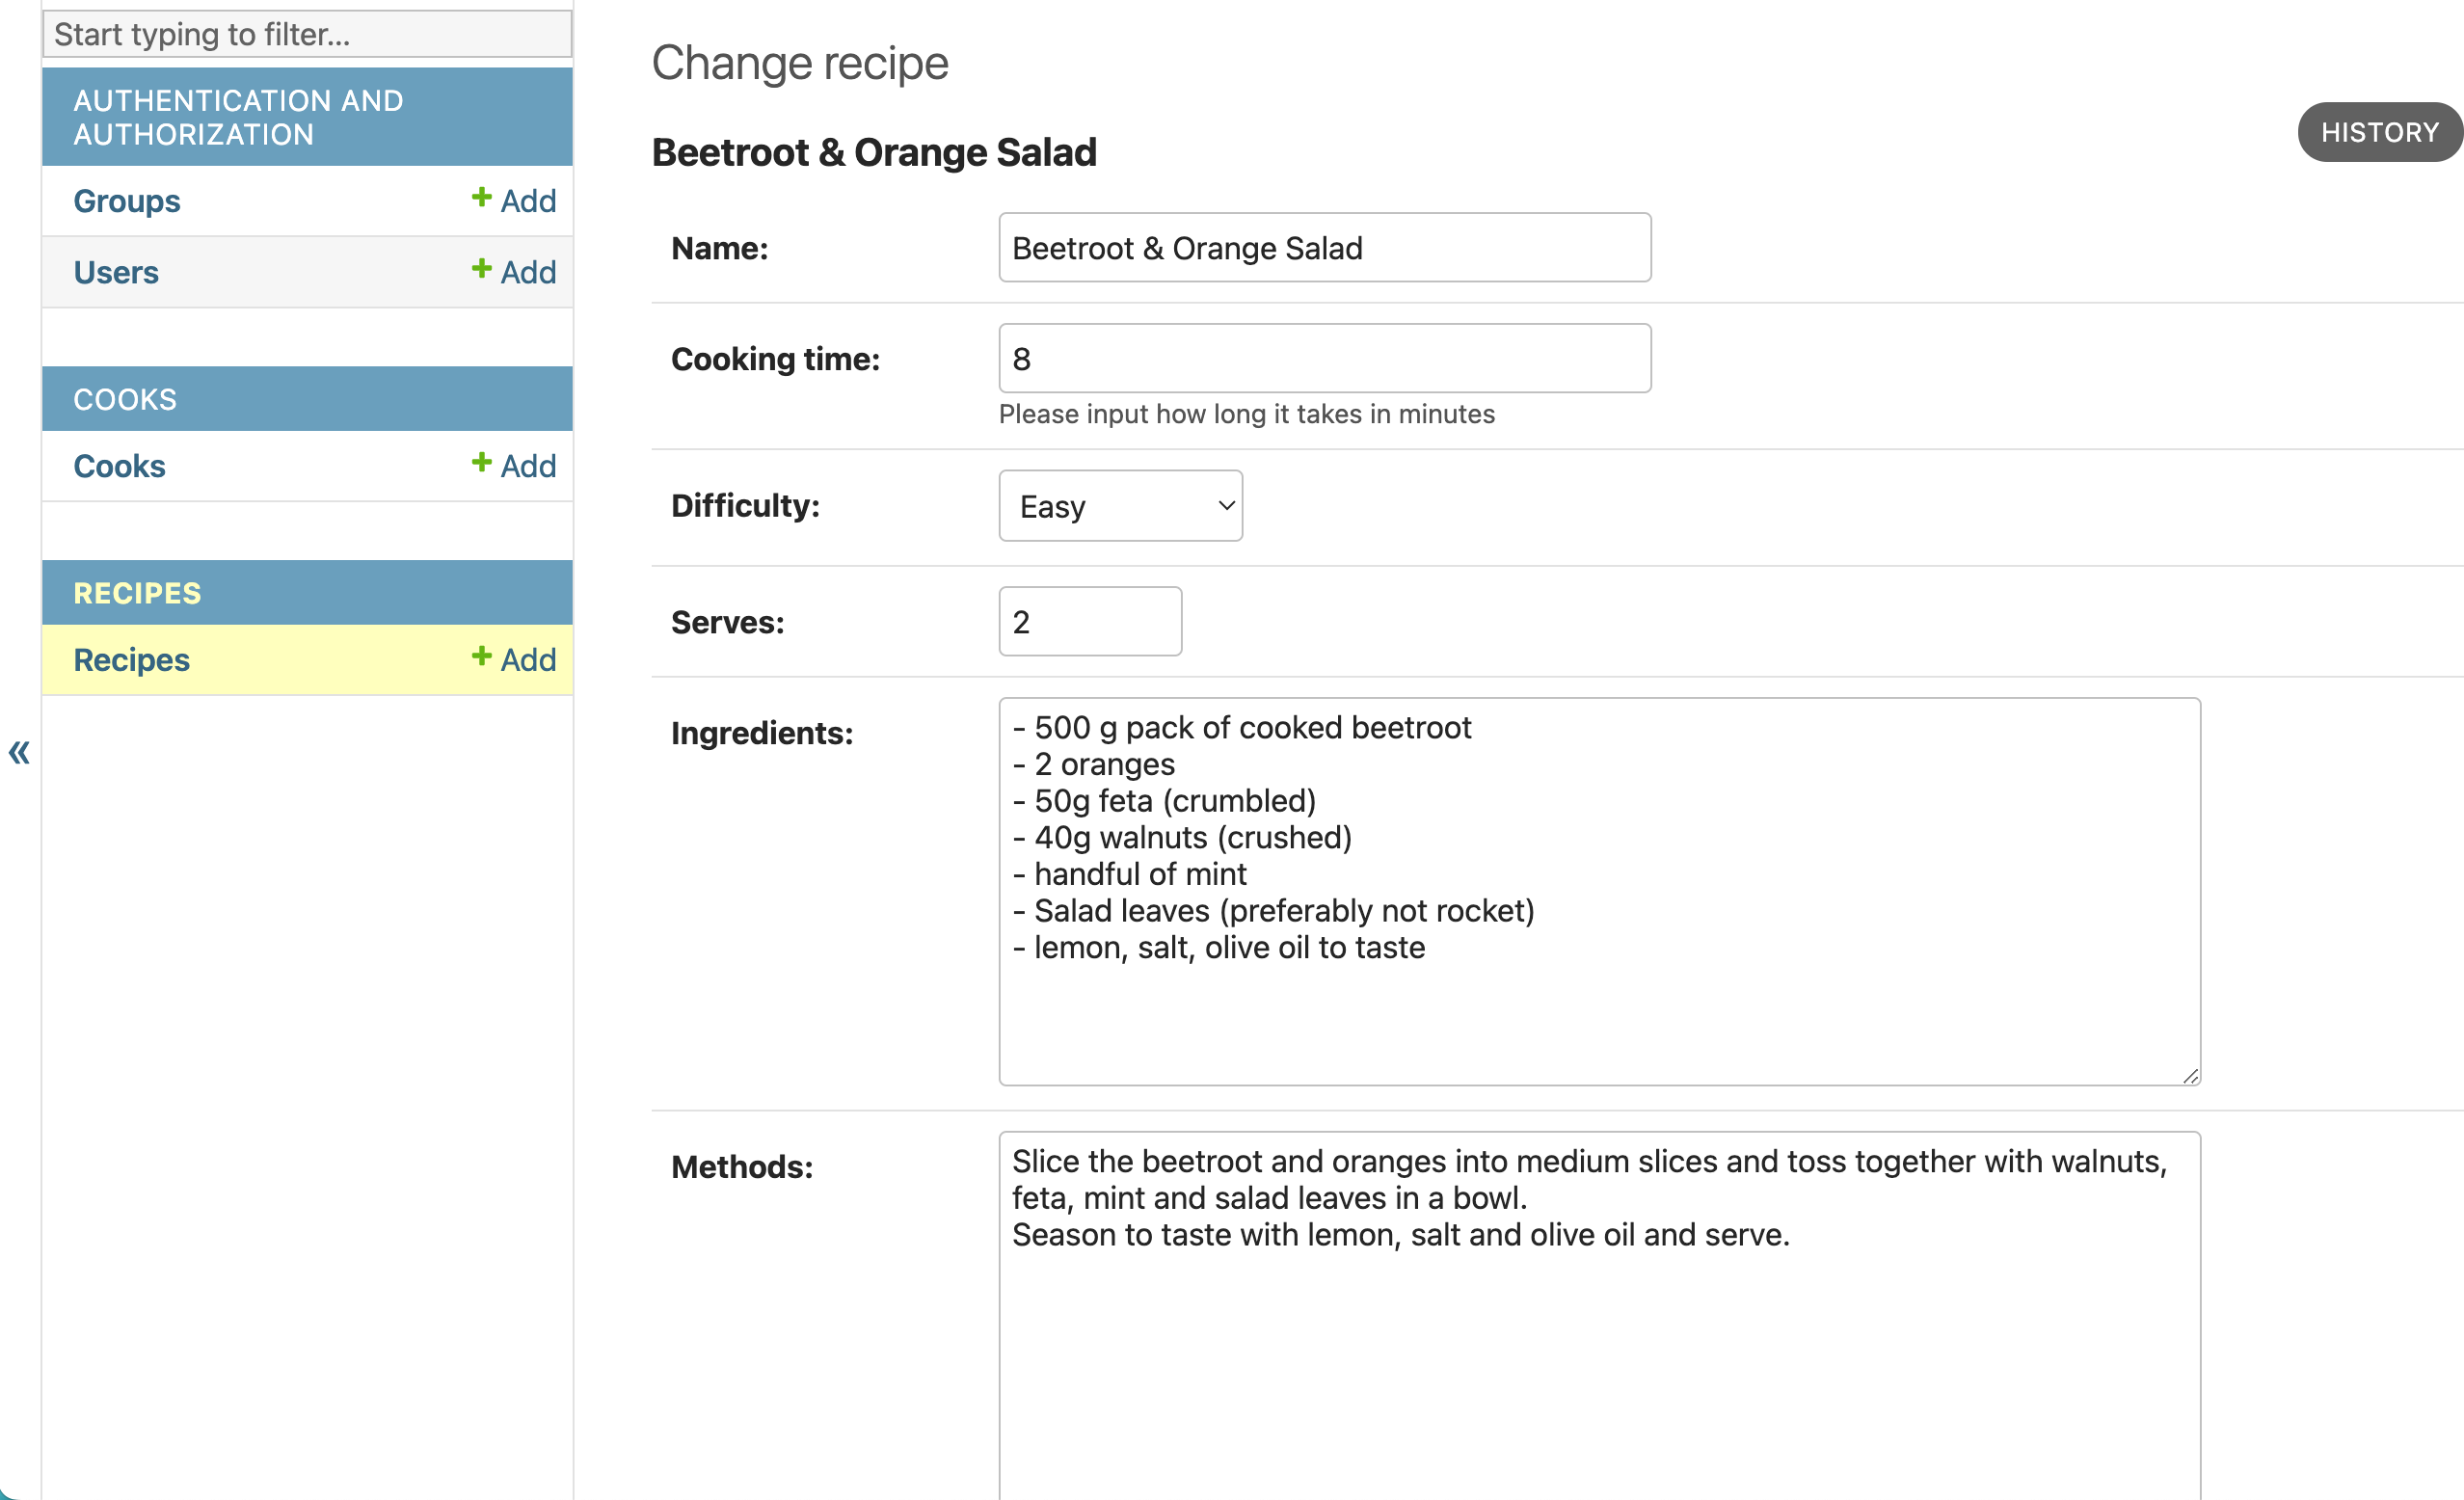 Start typing to filter...
AUTHENTICATION AND
AUTHORIZATION
Groups
+ Add
Users
+ Add
COOKS
Cooks
+ Add
RECIPES
Recipes
+ Add
«
Change recipe
HISTORY
Beetroot & Orange Salad
Name:
Beetroot & Orange Salad
Cooking time:
8
Please input how long it takes in minutes
Difficulty:
Easy
Serves:
2
Ingredients:
- 500 g pack of cooked beetroot
- 2 oranges
- 50g feta (crumbled)
- 40g walnuts (crushed)
- handful of mint
- Salad leaves (preferably not rocket)
- lemon, salt, olive oil to taste
Methods:
Slice the beetroot and oranges into medium slices and toss together with walnuts,
feta, mint and salad leaves in a bowl.
Season to taste with lemon, salt and olive oil and serve.